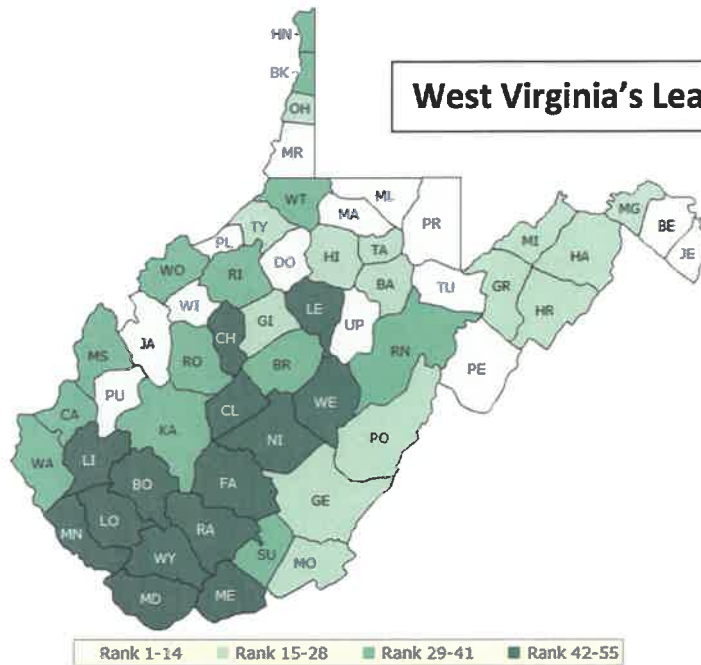 HN
BK
West Virginia's Lea
OH
MR
WT
ML
MA
PR
MG
BE
JE
TY
PL
DO
HI
TA
MI
HA
WO
RI
BA
TU
GR
HR
WI
LE
UP
JA
CH
GI
MS
RO
BR
RN
PE
PU
CA
KA
CL
WE
NI
PO
WA
LI
BO
FA
GE
MN
LO
RA
WY
SU
MO
MD
ME
Rank 1-14 Rank 15-28 Rank 29-41 Rank 42-55